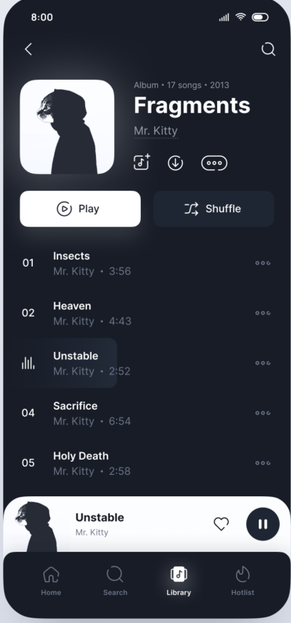 8:00
Album • 17 songs • 2013
Fragments
Mr. Kitty
Play
Shuffle
01
Insects
Mr. Kitty • 3:56
02
Heaven
Mr. Kitty • 4:43
Unstable
Mr. Kitty • 2:52
04
Sacrifice
Mr. Kitty • 6:54
05
Holy Death
Mr. Kitty • 2:58
Unstable
Mr. Kitty
Home Search Library Hotlist